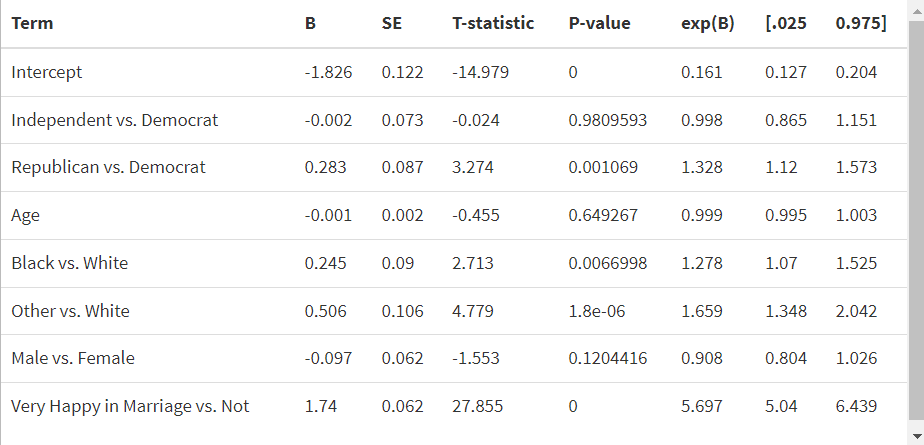 Term B SE T-statistic P-value exp(B) [.025 0.975]
Intercept -1.826 0.122 -14.979 0 0.161 0.127 0.204
Independent vs. Democrat -0.002 0.073 -0.024 0.9809593 0.998 0.865 1.151
Republican vs. Democrat 0.283 0.087 3.274 0.001069 1.328 1.12 1.573
Age -0.001 0.002 -0.455 0.649267 0.999 0.995 1.003
Black vs. White 0.245 0.09 2.713 0.0066998 1.278 1.07 1.525
Other vs. White 0.506 0.106 4.779 1.8e-06 1.659 1.348 2.042
Male vs. Female -0.097 0.062 -1.553 0.1204416 0.908 0.804 1.026
Very Happy in Marriage vs. Not 1.74 0.062 27.855 0 5.697 5.04 6.439